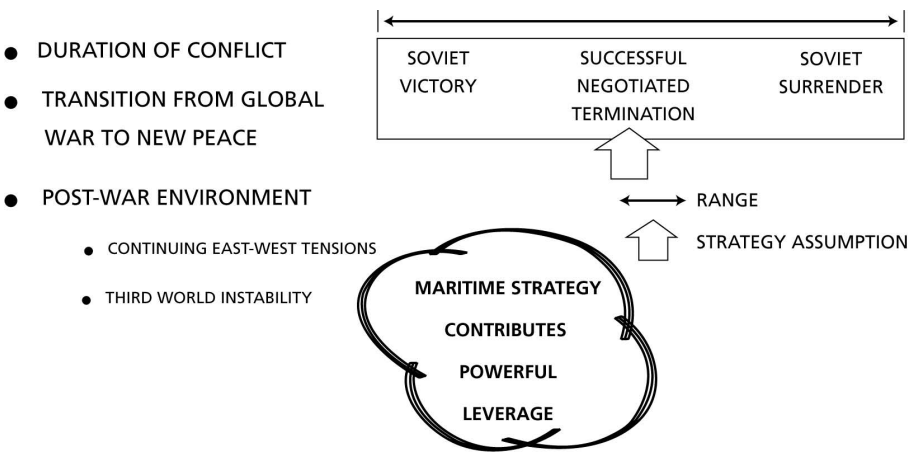 ● DURATION OF CONFLICT
● TRANSITION FROM GLOBAL
WAR TO NEW PEACE
● POST-WAR ENVIRONMENT
● CONTINUING EAST-WEST TENSIONS
● THIRD WORLD INSTABILITY
SOVIET
VICTORY
SUCCESSFUL
NEGOTIATED
TERMINATION
SOVIET
SURRENDER
RANGE
STRATEGY ASSUMPTION
MARITIME STRATEGY
CONTRIBUTES
POWERFUL
LEVERAGE